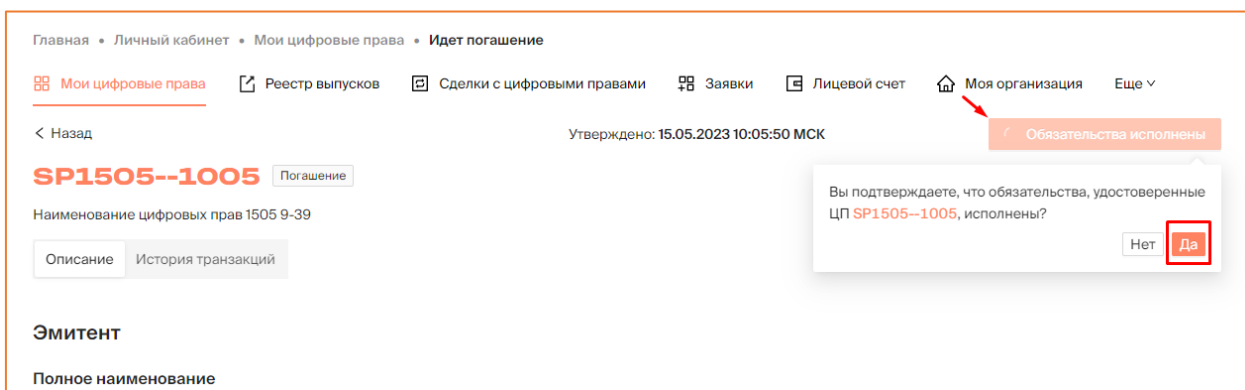 Главная • Личный кабинет • Мои цифровые права • Идет погашение
Мои цифровые права Реестр выпусков Сделки с цифровыми правами Заявки Лицевой счет Моя организация Еще
Назад Утверждено: 15.05.2023 10:05:50 МСК Обязательства исполнены
SP1505--1005 Погашение
Вы подтверждаете, что обязательства, удостоверенные
ЦП SP1505--1005, исполнены?
Нет Да
Наименование цифровых прав 1505 9-39
Описание История транзакций
Эмитент
Полное наименование